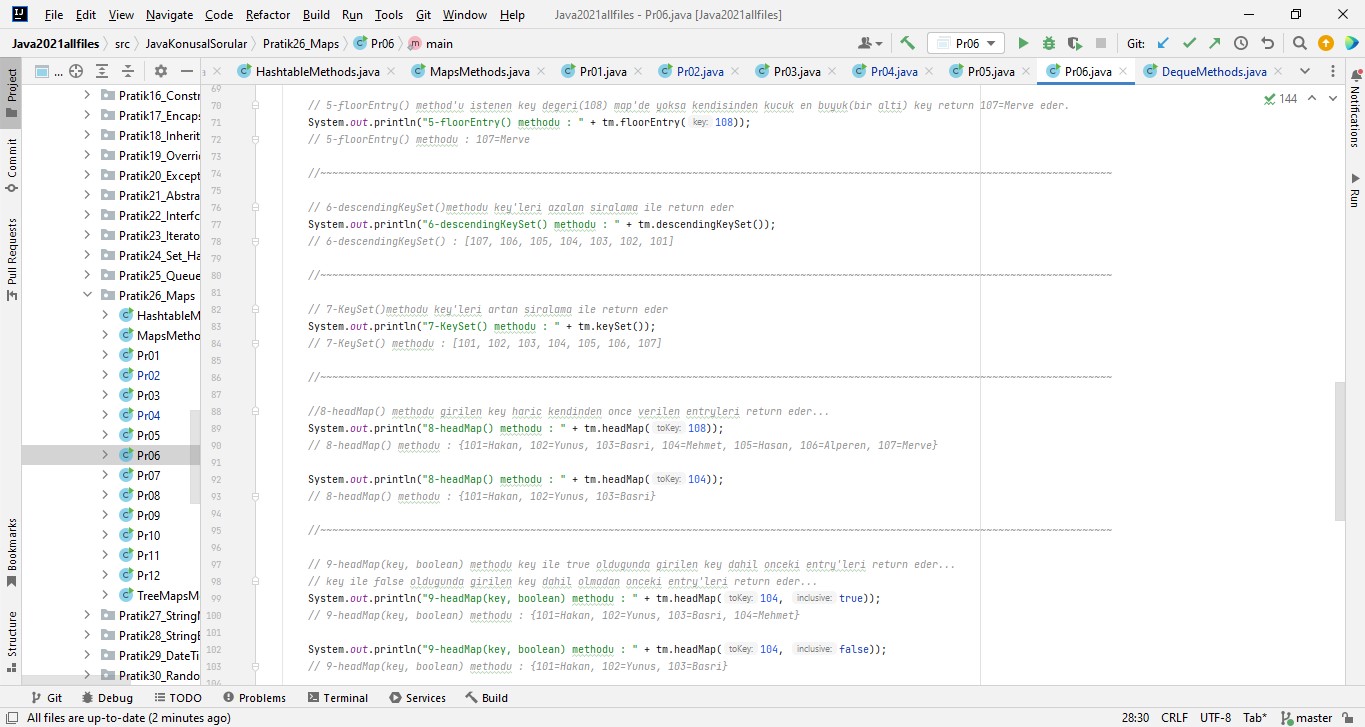 File Edit View Navigate Code Refactor Build Run Tools Git Window Help Java2021allfiles - Pr06.java [Java2021allfiles]
Java2021allfiles src JavaKonusalSorular Pratik26_Maps Pr06 main Pr06 Git:
... HashtableMethods.java MapsMethods.java Pr01.java Pr02.java Pr03.java Pr04.java Pr05.java Pr06.java DequeMethods.java
Project
Commit
Pull Requests
Bookmarks
Structure
Pratik16_Constr
Pratik17_Encaps
Pratik18_Inherit
Pratik19_Overri
Pratik20_Except
Pratik21_Abstra
Pratik22_Interfc
Pratik23_Iterato
Pratik24_Set_Ha
Pratik25_Queue
Pratik26_Maps
HashtableM
MapsMetho
Pr01
Pr02
Pr03
Pr04
Pr05
Pr06
Pr07
Pr08
Pr09
Pr10
Pr11
Pr12
TreeMapsM
Pratik27_StringM
Pratik28_StringB
Pratik29_DateTi
Pratik30_Rando
69
70 // 5-floorEntry() method'u istenen key degeri(108) map'de yoksa kendisinden kucuk en buyuk(bir alti) key return 107=Merve eder.
71 System.out.println("5-floorEntry() methodu : " + tm.floorEntry( key: 108));
72 // 5-floorEntry() methodu : 107=Merve
73
74 //~~~~~~~~~~~~~~~~~~~~~~~~~~~~~~~~~~~~~~~~~~~~~~~~~~~~~~~~~~~~~~~~~~~~~~~~~~~~~~~~~~~~~~~~~~~~~~~~~~~~~~~~~~~~~~
75
76 // 6-descendingKeySet()methodu key'leri azalan siralama ile return eder
77 System.out.println("6-descendingKeySet() methodu : " + tm.descendingKeySet());
78 // 6-descendingKeySet() : [107, 106, 105, 104, 103, 102, 101]
79
80 //~~~~~~~~~~~~~~~~~~~~~~~~~~~~~~~~~~~~~~~~~~~~~~~~~~~~~~~~~~~~~~~~~~~~~~~~~~~~~~~~~~~~~~~~~~~~~~~~~~~~~~~~~~~~~~
81
82 // 7-KeySet()methodu key'leri artan siralama ile return eder
83 System.out.println("7-KeySet() methodu : " + tm.keySet());
84 // 7-KeySet() methodu : [101, 102, 103, 104, 105, 106, 107]
85
86 //~~~~~~~~~~~~~~~~~~~~~~~~~~~~~~~~~~~~~~~~~~~~~~~~~~~~~~~~~~~~~~~~~~~~~~~~~~~~~~~~~~~~~~~~~~~~~~~~~~~~~~~~~~~~~~
87
88 //8-headMap() methodu girilen key haric kendinden once verilen entryleri return eder...
89 System.out.println("8-headMap() methodu : " + tm.headMap( toKey: 108));
90 // 8-headMap() methodu : {101=Hakan, 102=Yunus, 103=Basri, 104=Mehmet, 105=Hasan, 106=Alperen, 107=Merve}
91
92 System.out.println("8-headMap() methodu : " + tm.headMap( toKey: 104));
93 // 8-headMap() methodu : {101=Hakan, 102=Yunus, 103=Basri}
94
95 //~~~~~~~~~~~~~~~~~~~~~~~~~~~~~~~~~~~~~~~~~~~~~~~~~~~~~~~~~~~~~~~~~~~~~~~~~~~~~~~~~~~~~~~~~~~~~~~~~~~~~~~~~~~~~~
96
97 // 9-headMap(key, boolean) methodu key ile true oldugunda girilen key dahil onceki entry'leri return eder...
98 // key ile false oldugunda girilen key dahil olmadan onceki entry'leri return eder...
99 System.out.println("9-headMap(key, boolean) methodu : " + tm.headMap( toKey: 104, inclusive: true));
100 // 9-headMap(key, boolean) methodu : {101=Hakan, 102=Yunus, 103=Basri, 104=Mehmet}
101
102 System.out.println("9-headMap(key, boolean) methodu : " + tm.headMap( toKey: 104, inclusive: false));
103 // 9-headMap(key, boolean) methodu : {101=Hakan, 102=Yunus, 103=Basri}
104
144
Notifications
Run
Git Debug TODO Problems Terminal Services Build
All files are up-to-date (2 minutes ago) 28:30 CRLF UTF-8 Tab* master